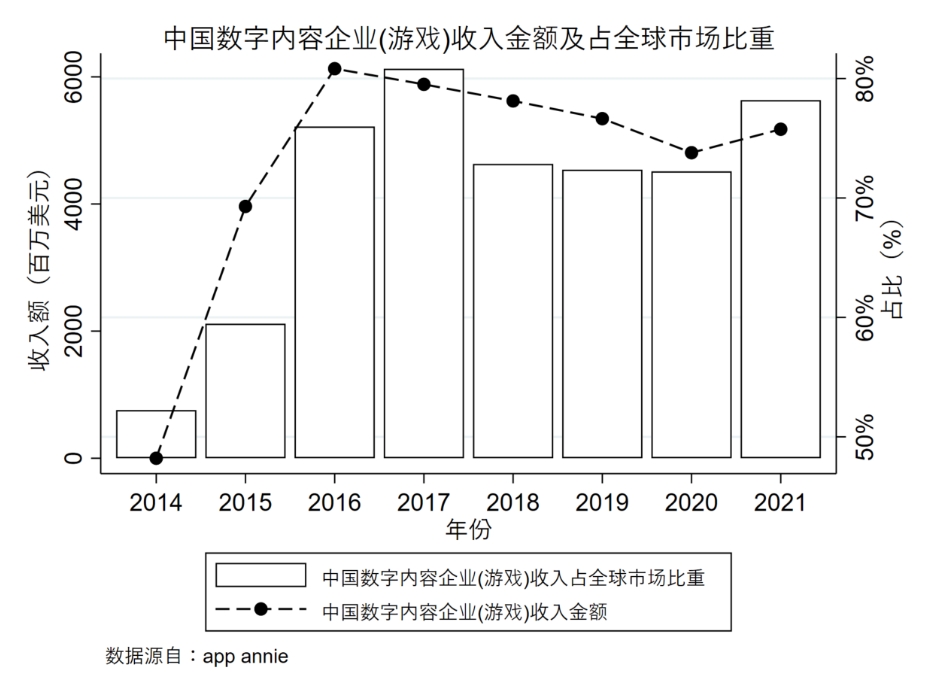 中国数字内容企业(游戏)收入金额及占全球市场比重
收入额（百万美元）
6000
4000
2000
0
80%
70%
60%
50%
占比（%）
2014 2015 2016 2017 2018 2019 2020 2021
年份
中国数字内容企业(游戏)收入占全球市场比重
中国数字内容企业(游戏)收入金额
数据源自：app annie